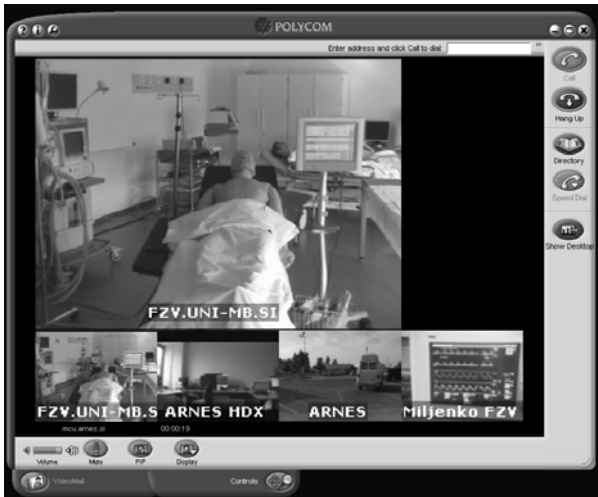 POLYCOM
Enter address and click Call to dial:
Call
Hang Up
Directory
Speed Dial
Show Desktop
FZV.UNI-MB.SI
FZV.UNI-MB.S
ARNES HDX
ARNES
Miljenko FZV
mcu.arnes.si
00:00:19
Volume
Mute
PIP
Display
VideoMail
Controls